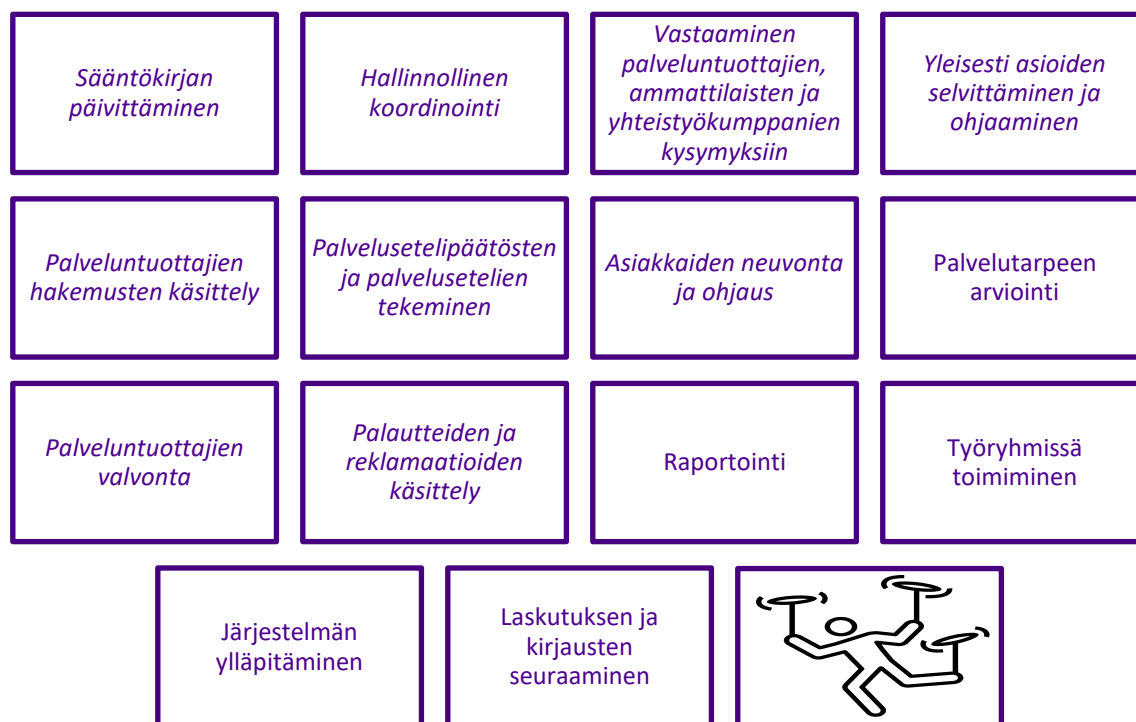 Sääntökirjan
päivittäminen
Hallinnollinen
koordinointi
Vastaaminen
palveluntuottajien,
ammattilaisten ja
yhteistyökumppanien
kysymyksiin
Yleisesti asioiden
selvittäminen ja
ohjaaminen
Palveluntuottajien
hakemusten käsittely
Palvelusetelipäätösten
ja palvelusetelien
tekeminen
Asiakkaiden neuvonta
ja ohjaus
Palvelutarpeen
arviointi
Palveluntuottajien
valvonta
Palautteiden ja
reklamaatioiden
käsittely
Raportointi
Työryhmissä
toimiminen
Järjestelmän
ylläpitäminen
Laskutuksen ja
kirjausten
seuraaminen